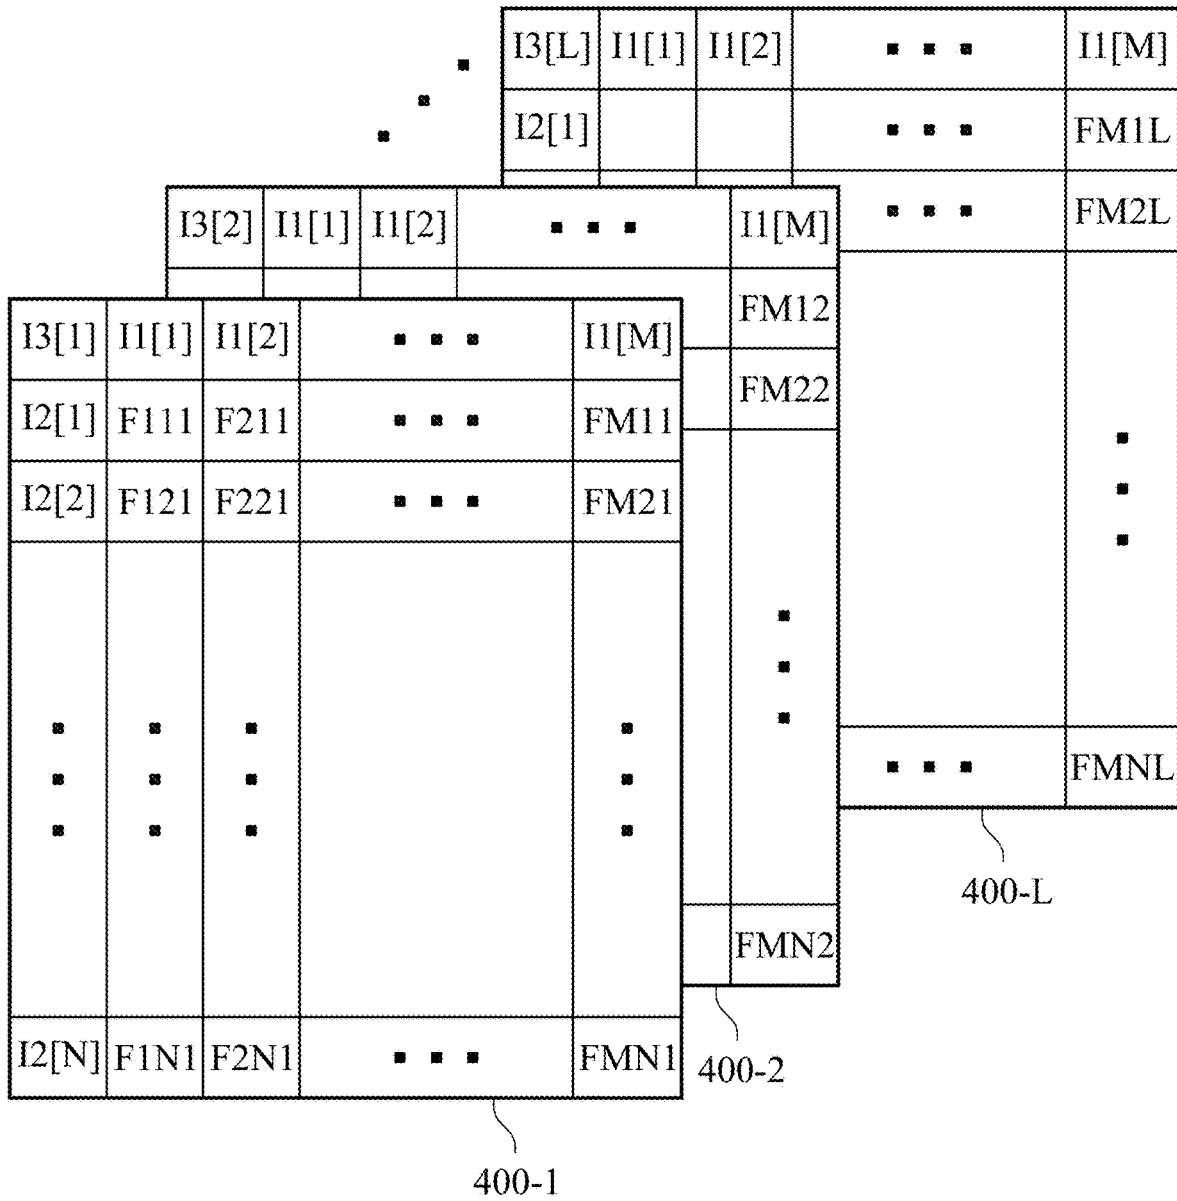 I3[L] I1[1] I1[2] I1[M]
I2[1] FM1L
FM2L
FMNL
400-L
I3[2] I1[1] I1[2] I1[M]
FM12
FM22
FMN2
400-2
I3[1] I1[1] I1[2] I1[M]
I2[1] F111 F211 FM11
I2[2] F121 F221 FM21
I2[N] F1N1 F2N1 FMN1
400-1